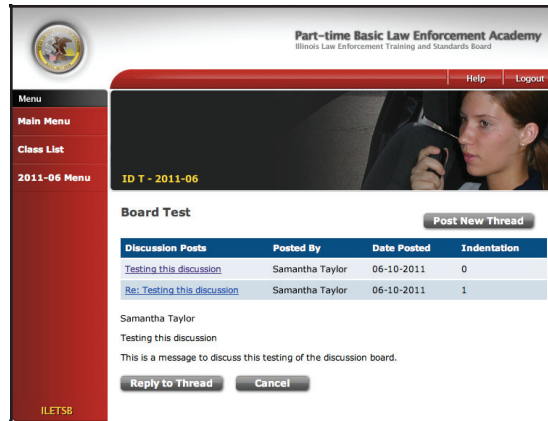 Part-time Basic Law Enforcement Academy
Illinois Law Enforcement Training and Standards Board
Help Logout
Menu
Main Menu
Class List
2011-06 Menu
ID T - 2011-06
Board Test
Post New Thread
Discussion Posts Posted By Date Posted Indentation
Testing this discussion Samantha Taylor 06-10-2011 0
Re: Testing this discussion Samantha Taylor 06-10-2011 1
Samantha Taylor
Testing this discussion
This is a message to discuss this testing of the discussion board.
Reply to Thread Cancel
ILETSB